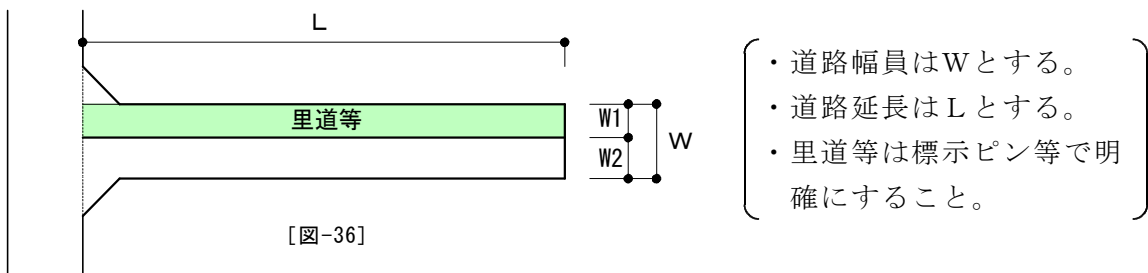 L
里道等
W1
W2
W
[図-36]
・道路幅員はWとする。
・道路延長はLとする。
・里道等は標示ピン等で明
確にすること。